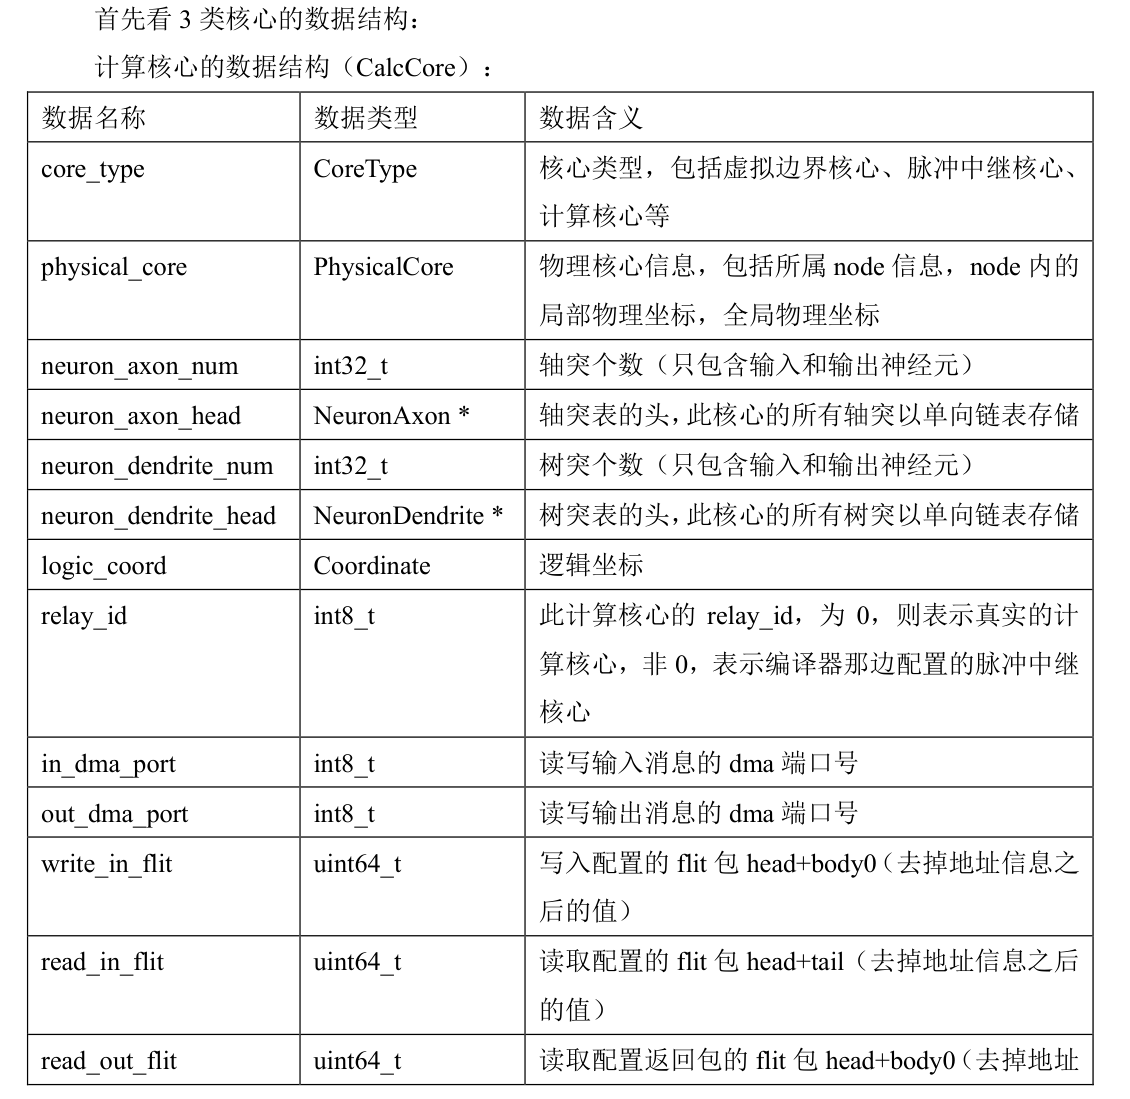 首先看 3 类核心的数据结构：
计算核心的数据结构（CalcCore）：
数据名称 数据类型 数据含义
core_type CoreType 核心类型，包括虚拟边界核心、脉冲中继核心、
计算核心等
physical_core PhysicalCore 物理核心信息，包括所属 node 信息，node 内的
局部物理坐标，全局物理坐标
neuron_axon_num int32_t 轴突个数（只包含输入和输出神经元）
neuron_axon_head NeuronAxon * 轴突表的头，此核心的所有轴突以单向链表存储
neuron_dendrite_num int32_t 树突个数（只包含输入和输出神经元）
neuron_dendrite_head NeuronDendrite * 树突表的头，此核心的所有树突以单向链表存储
logic_coord Coordinate 逻辑坐标
relay_id int8_t 此计算核心的 relay_id，为 0，则表示真实的计
算核心，非 0，表示编译器那边配置的脉冲中继
核心
in_dma_port int8_t 读写输入消息的 dma 端口号
out_dma_port int8_t 读写输出消息的 dma 端口号
write_in_flit uint64_t 写入配置的 flit 包 head+body0（去掉地址信息之
后的值）
read_in_flit uint64_t 读取配置的 flit 包 head+tail（去掉地址信息之后
的值）
read_out_flit uint64_t 读取配置返回包的 flit 包 head+body0（去掉地址